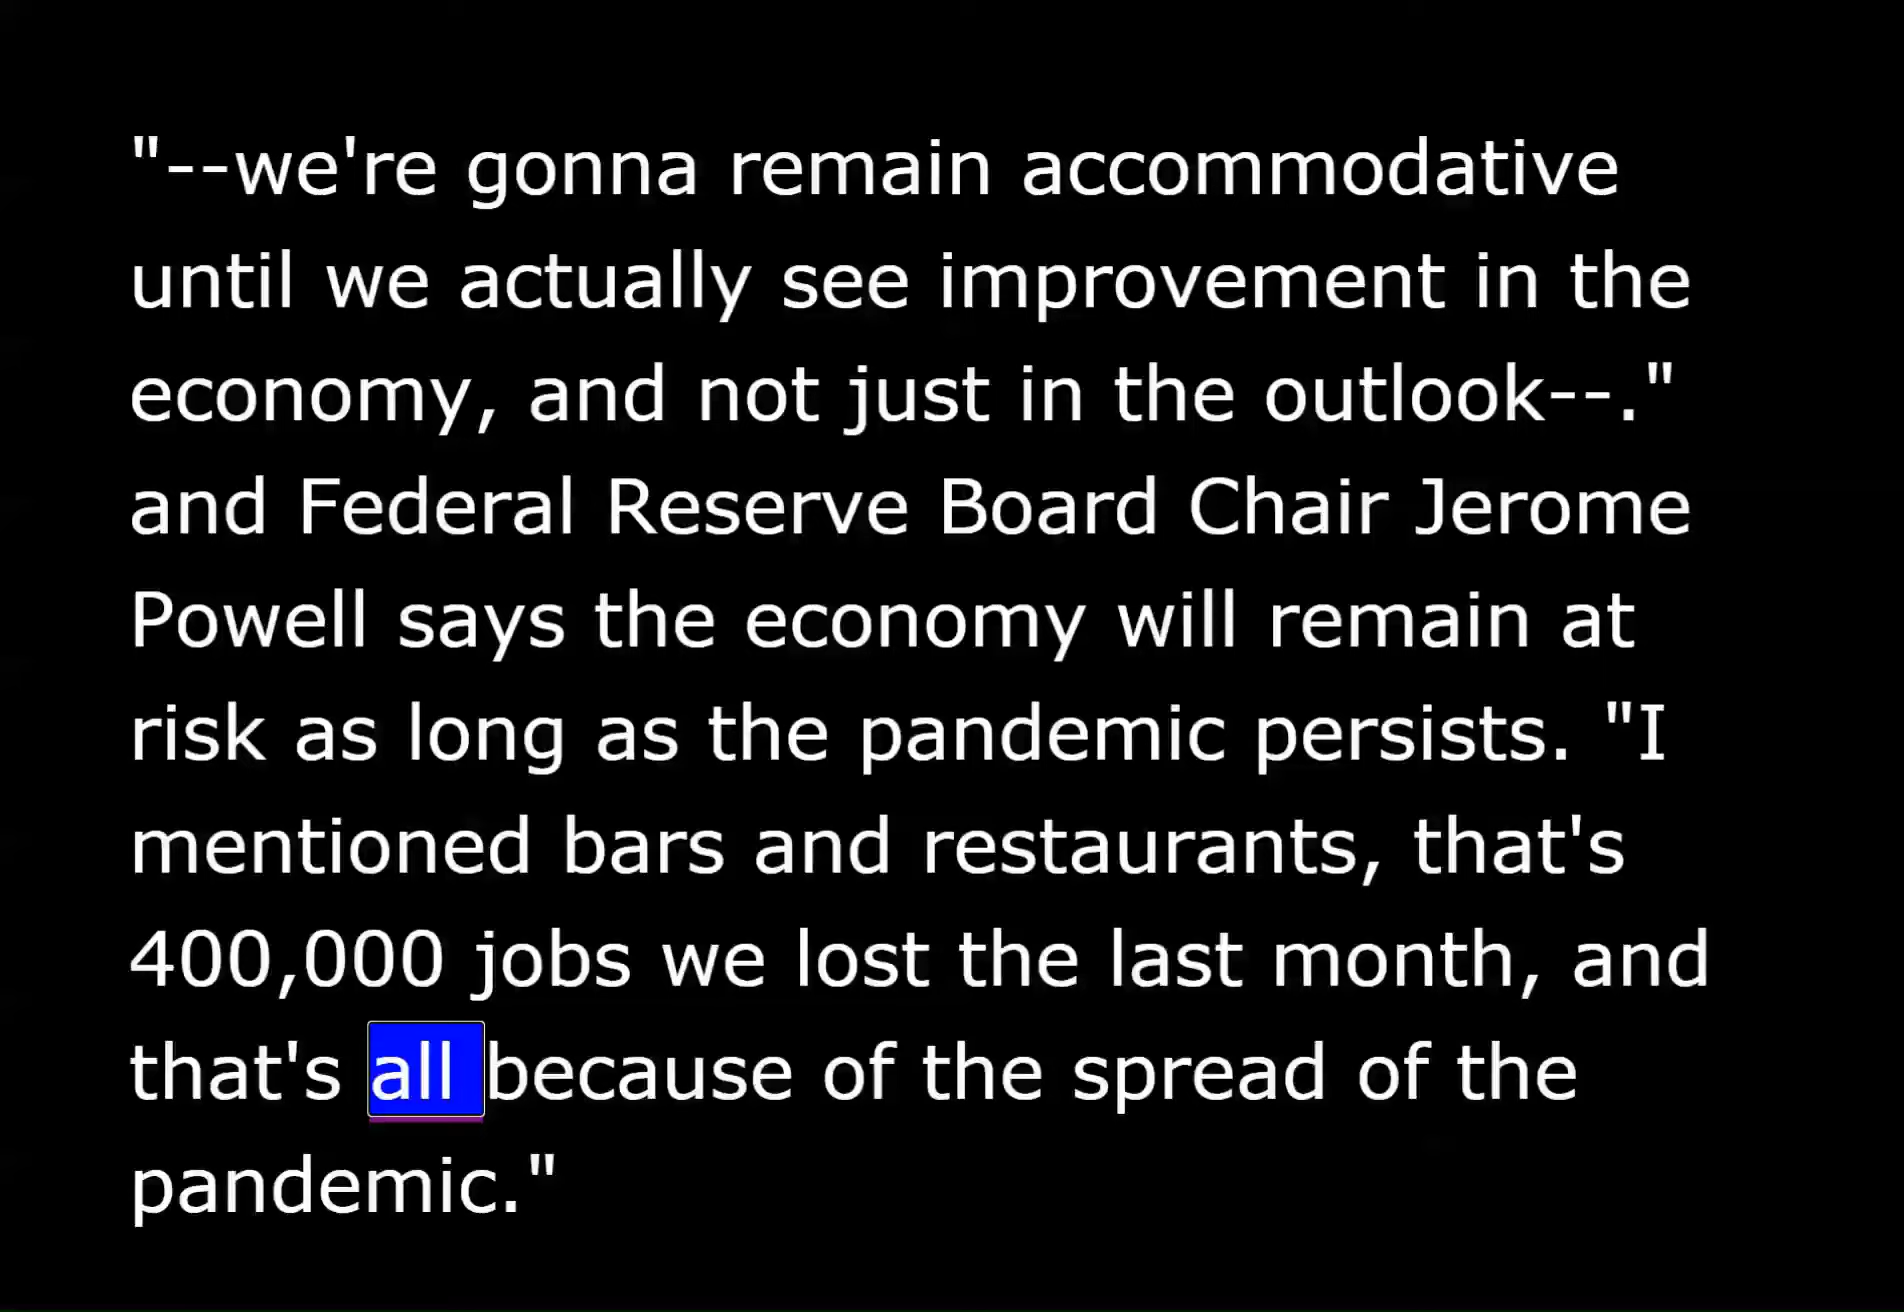 "--we're gonna remain accommodative
until we actually see improvement in the
economy, and not just in the outlook--."
and Federal Reserve Board Chair Jerome
Powell says the economy will remain at
risk as long as the pandemic persists. "I
mentioned bars and restaurants, that's
400,000 jobs we lost the last month, and
that's all because of the spread of the
pandemic."